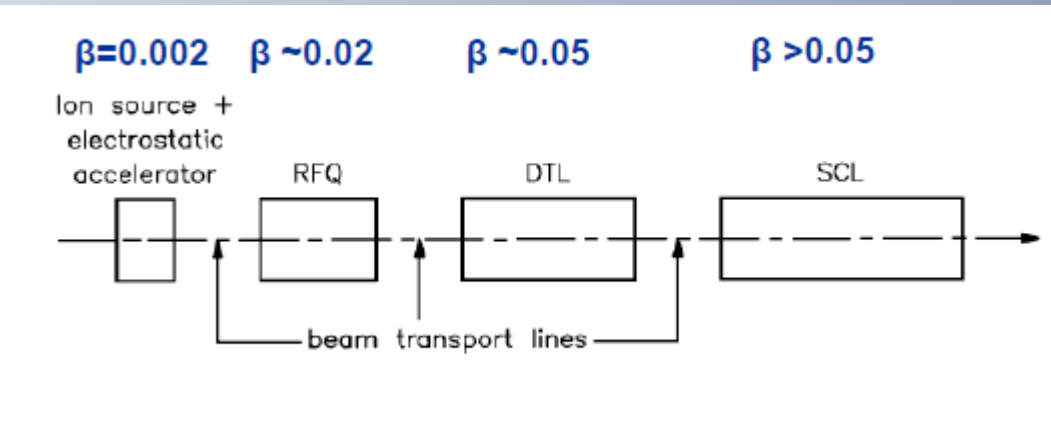 β=0.002 β ~0.02 β ~0.05 β >0.05
Ion source +
electrostatic
accelerator RFQ DTL SCL
beam transport lines